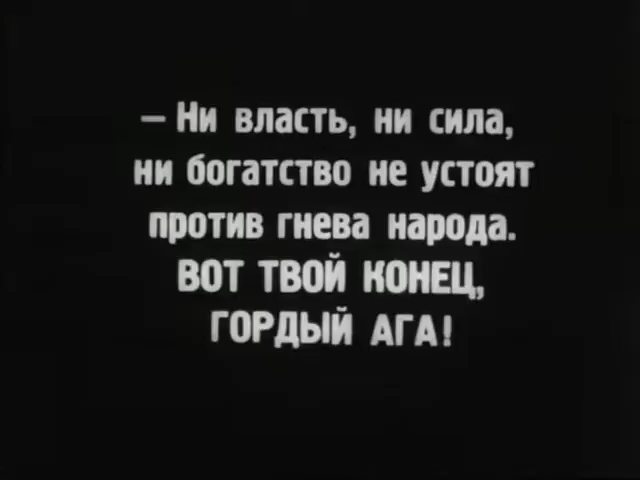 – Ни власть, ни сила,
ни богатство не устоят
против гнева народа.
ВОТ ТВОЙ КОНЕЦ,
ГОРДЫЙ АГА!